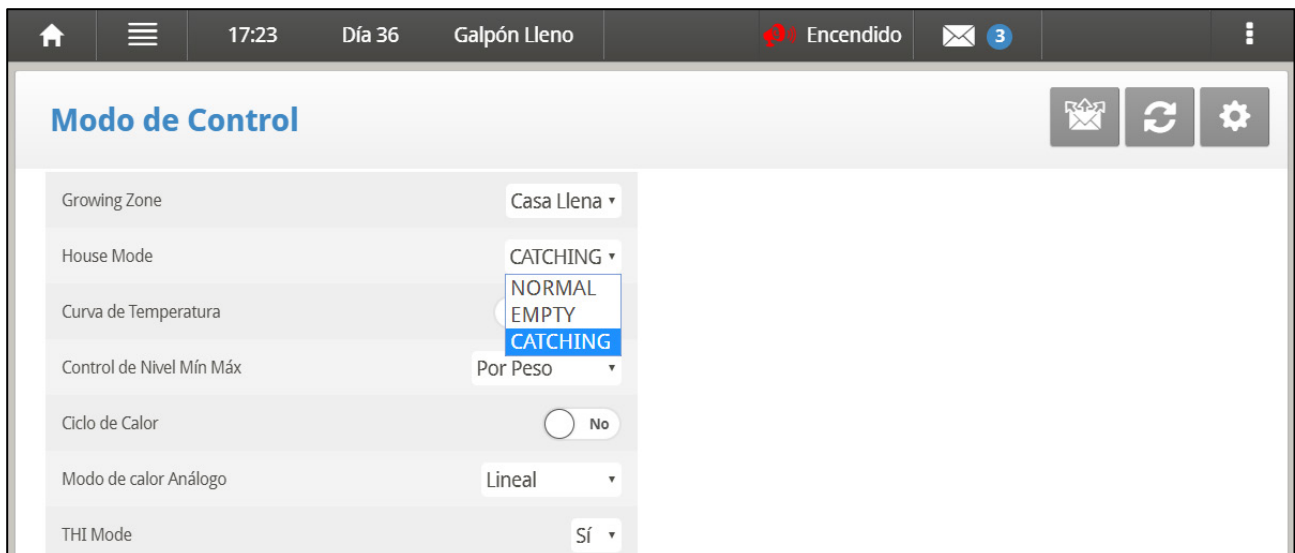 17:23 Día 36 Galpón Lleno Encendido 3
Modo de Control
Growing Zone Casa Llena
House Mode CATCHING
NORMAL
EMPTY
Curva de Temperatura
CATCHING
Control de Nivel Mín Máx Por Peso
Ciclo de Calor No
Modo de calor Análogo Lineal
THI Mode Sí